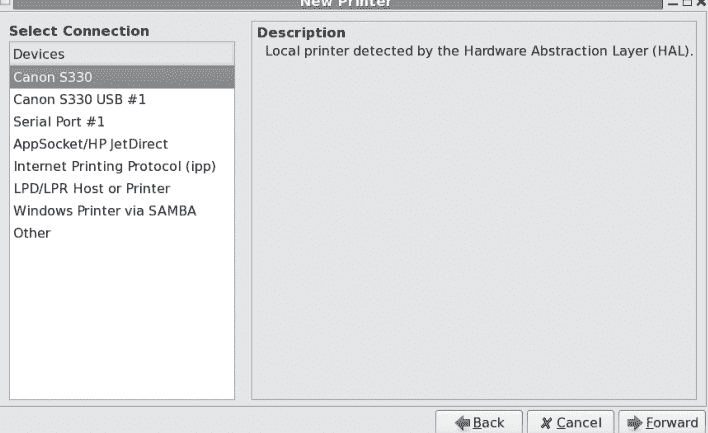 New Printer
Select Connection
Devices
Canon S330
Canon S330 USB #1
Serial Port #1
AppSocket/HP JetDirect
Internet Printing Protocol (ipp)
LPD/LPR Host or Printer
Windows Printer via SAMBA
Other
Description
Local printer detected by the Hardware Abstraction Layer (HAL).
Back
Cancel
Forward